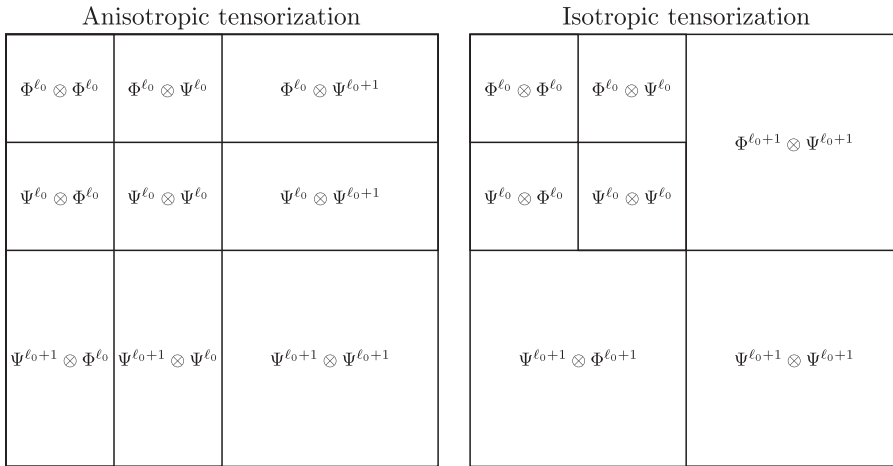 Anisotropic tensorization
Φ^{ℓ₀} ⊗ Φ^{ℓ₀} Φ^{ℓ₀} ⊗ Ψ^{ℓ₀} Φ^{ℓ₀} ⊗ Ψ^{ℓ₀+1}
Ψ^{ℓ₀} ⊗ Φ^{ℓ₀} Ψ^{ℓ₀} ⊗ Ψ^{ℓ₀} Ψ^{ℓ₀} ⊗ Ψ^{ℓ₀+1}
Ψ^{ℓ₀+1} ⊗ Φ^{ℓ₀} Ψ^{ℓ₀+1} ⊗ Ψ^{ℓ₀} Ψ^{ℓ₀+1} ⊗ Ψ^{ℓ₀+1}
Isotropic tensorization
Φ^{ℓ₀} ⊗ Φ^{ℓ₀} Φ^{ℓ₀} ⊗ Ψ^{ℓ₀}
Φ^{ℓ₀+1} ⊗ Ψ^{ℓ₀+1}
Ψ^{ℓ₀} ⊗ Φ^{ℓ₀} Ψ^{ℓ₀} ⊗ Ψ^{ℓ₀}
Ψ^{ℓ₀+1} ⊗ Φ^{ℓ₀+1} Ψ^{ℓ₀+1} ⊗ Ψ^{ℓ₀+1}